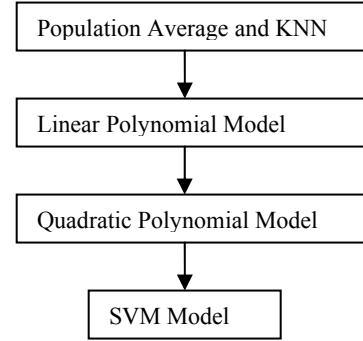 Population Average and KNN
Linear Polynomial Model
Quadratic Polynomial Model
SVM Model